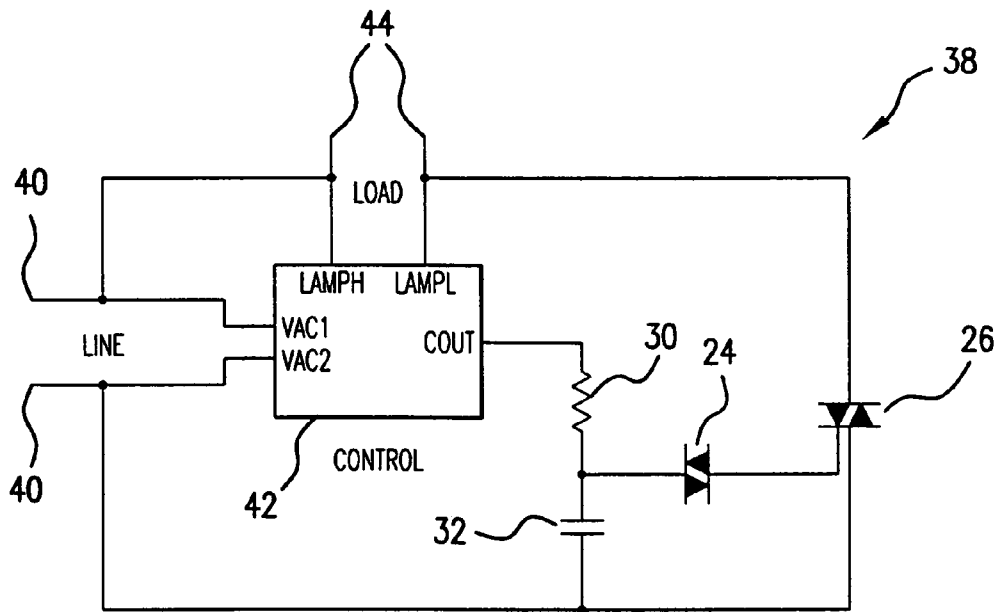 44
38
40
LOAD
LAMPH LAMPL
VAC1
LINE
COUT
VAC2
30
24
26
40
42
CONTROL
32